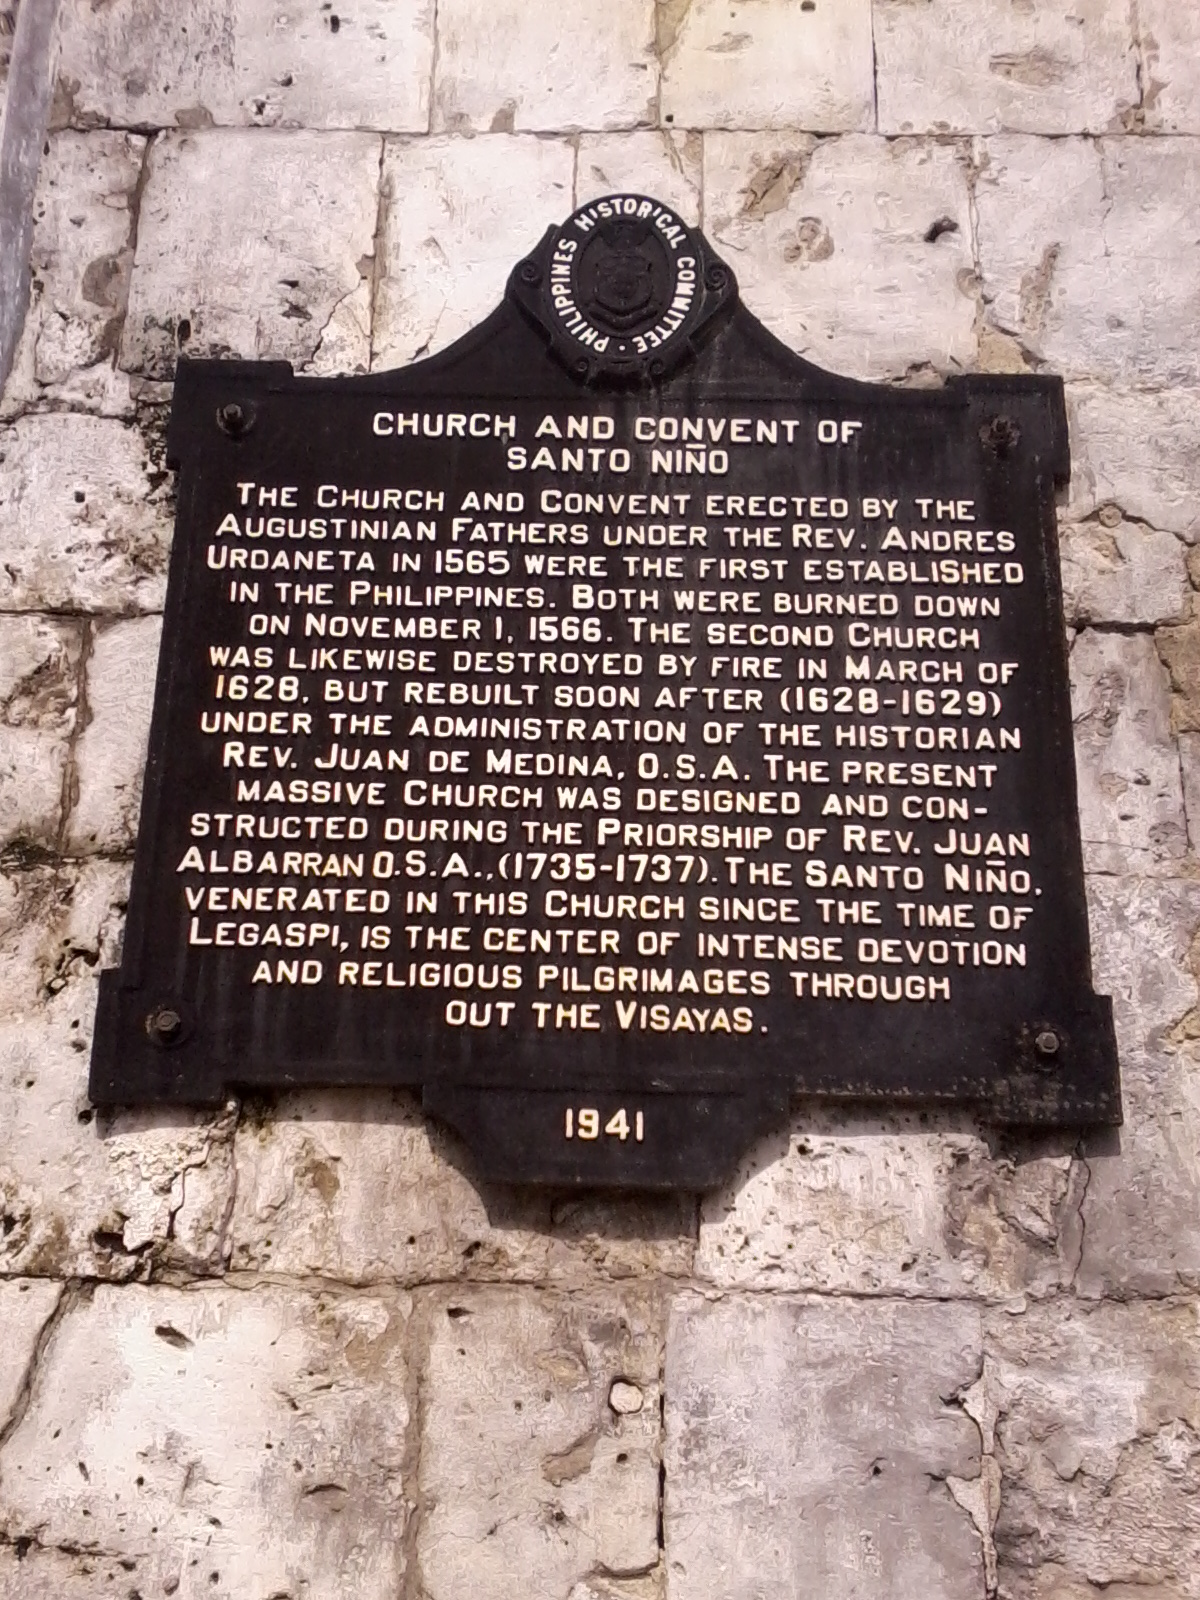 PHILIPPINES HISTORICAL COMMITTEE ·
CHURCH AND CONVENT OF
SANTO NIÑO
THE CHURCH AND CONVENT ERECTED BY THE
AUGUSTINIAN FATHERS UNDER THE REV. ANDRES
URDANETA IN 1565 WERE THE FIRST ESTABLISHED
IN THE PHILIPPINES. BOTH WERE BURNED DOWN
ON NOVEMBER 1, 1566. THE SECOND CHURCH
WAS LIKEWISE DESTROYED BY FIRE IN MARCH OF
1628, BUT REBUILT SOON AFTER (1628-1629)
UNDER THE ADMINISTRATION OF THE HISTORIAN
REV. JUAN DE MEDINA, O.S.A. THE PRESENT
MASSIVE CHURCH WAS DESIGNED AND CON-
STRUCTED DURING THE PRIORSHIP OF REV. JUAN
ALBARRAN O.S.A., (1735-1737). THE SANTO NIÑO,
VENERATED IN THIS CHURCH SINCE THE TIME OF
LEGASPI, IS THE CENTER OF INTENSE DEVOTION
AND RELIGIOUS PILGRIMAGES THROUGH
OUT THE VISAYAS.
1941